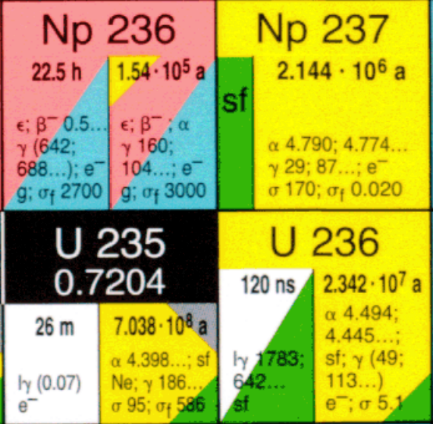 Np 236
22.5 h
ϵ; β⁻ 0.5...
γ (642;
688...); e⁻
g; σf 2700
1.54 · 10⁵ a
ϵ; β⁻; α
γ 160;
104...; e⁻
g; σf 3000
Np 237
sf
2.144 · 10⁶ a
α 4.790; 4.774...
γ 29; 87...; e⁻
σ 170; σf 0.020
U 235
0.7204
26 m
Iγ (0.07)
e⁻
7.038 · 10⁸ a
α 4.398...; sf
Ne; γ 186...
σ 95; σf 586
U 236
120 ns
Iγ 1783;
642...
sf
2.342 · 10⁷ a
α 4.494;
4.445...;
sf; γ (49;
113...)
e⁻; σ 5.1